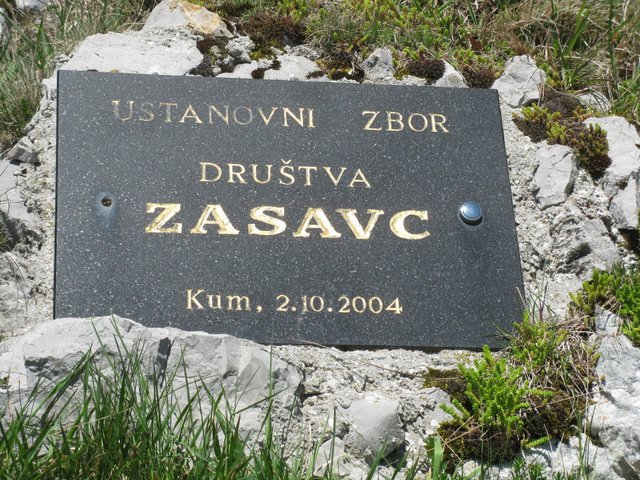 USTANOVNI ZBOR
DRUŠTVA
ZASAVC
Kum, 2.10.2004